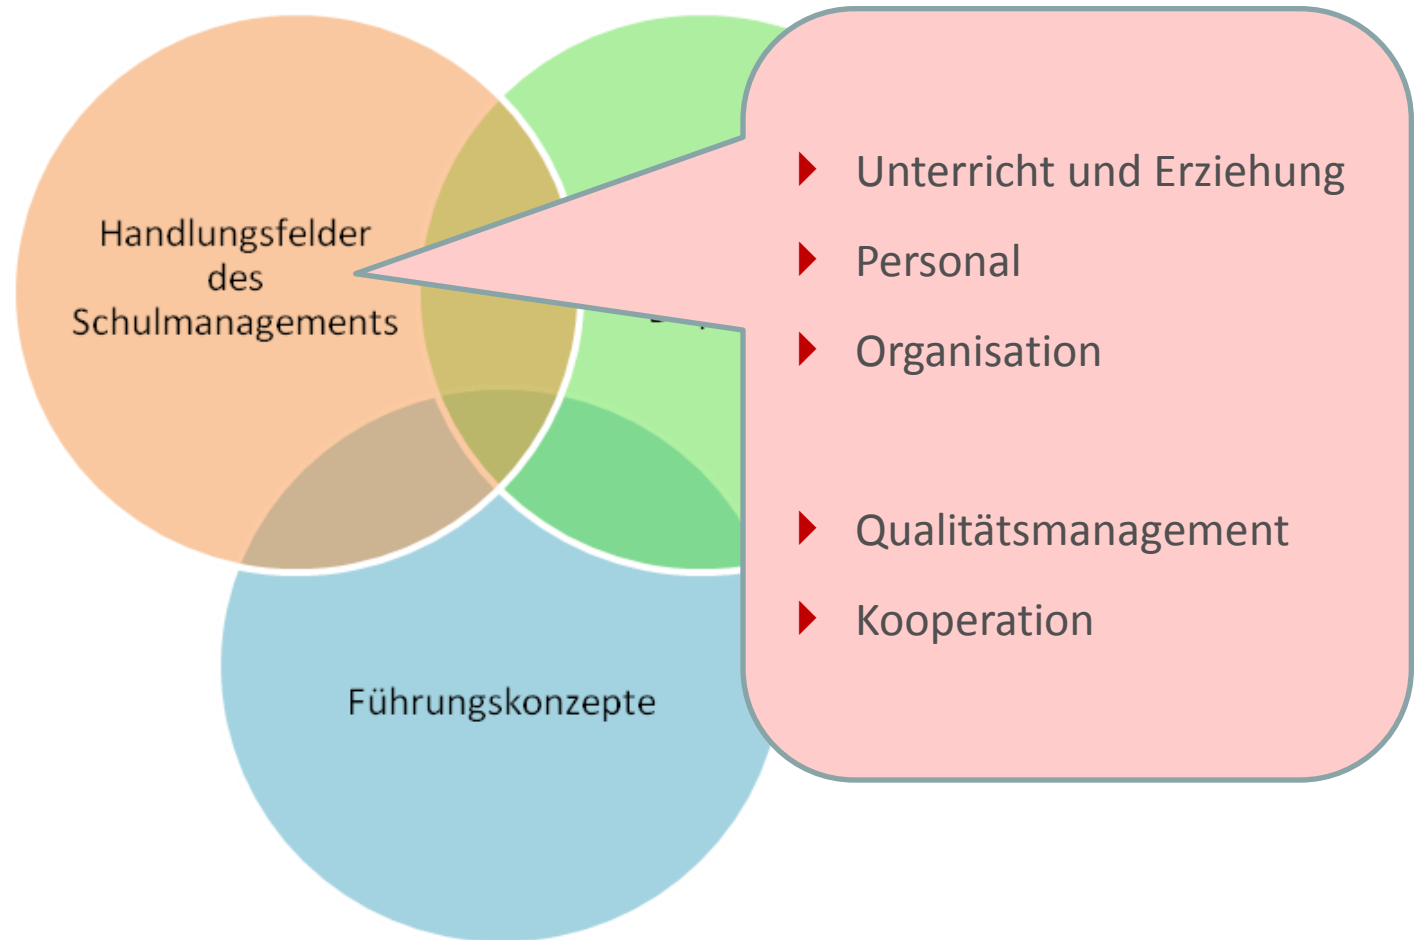 Handlungsfelder
des
Schulmanagements
Unterricht und Erziehung
Personal
Organisation
Qualitätsmanagement
Kooperation
Führungskonzepte